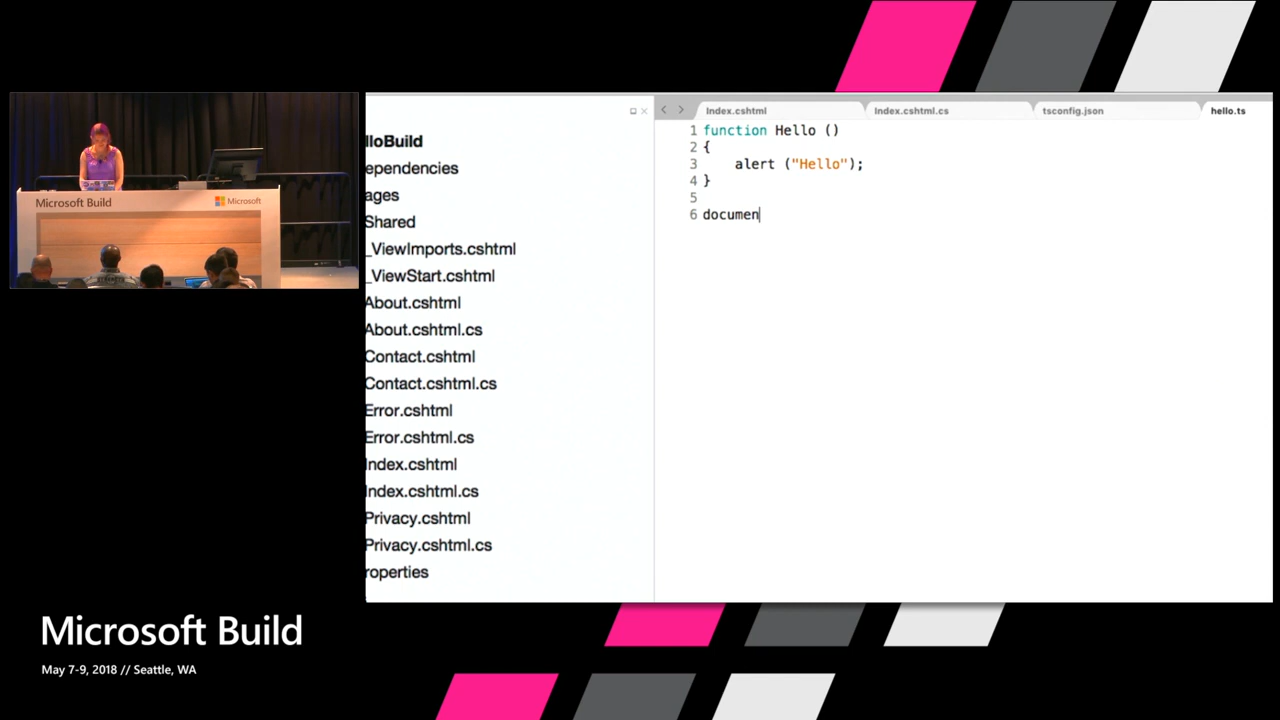 Microsoft Build
Microsoft
lloBuild
ependencies
ages
Shared
_ViewImports.cshtml
_ViewStart.cshtml
About.cshtml
About.cshtml.cs
Contact.cshtml
Contact.cshtml.cs
Error.cshtml
Error.cshtml.cs
Index.cshtml
Index.cshtml.cs
Privacy.cshtml
Privacy.cshtml.cs
roperties
Index.cshtml
Index.cshtml.cs
tsconfig.json
hello.ts
1 function Hello ()
2 {
3 alert ("Hello");
4 }
5
6 documen
Microsoft Build
May 7-9, 2018 // Seattle, WA